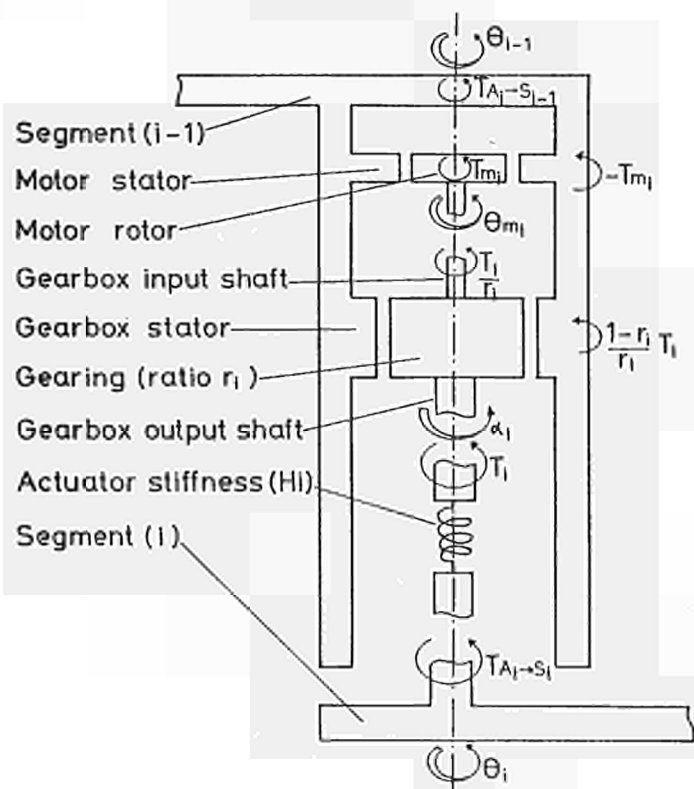 θi-1
TAi→Si-1
Segment (i-1)
Motor stator
Tmi
-Tmi
Motor rotor
θmi
Gearbox input shaft
Ti
ri
Gearbox stator
1-ri
ri
Ti
Gearing (ratio ri)
Gearbox output shaft
αi
Ti
Actuator stiffness (Hi)
Segment (i)
TAi→Si
θi